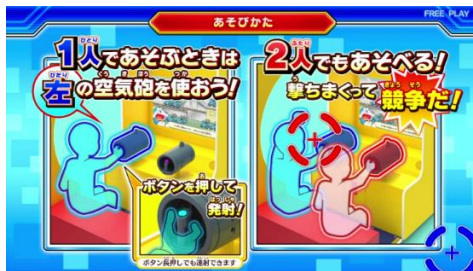 FREE PLAY
あそびかた
1人であそぶときは
左の空気砲を使おう!
ボタンを押して
発射!
ボタン長押しでも連射できます
2人でもあそべる!
撃ちまくって競争だ!